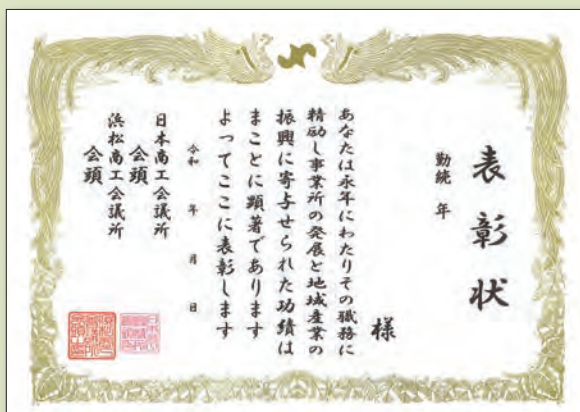 表彰状
勤続 年
様
あなたは永年にわたりその職務に
精励し事業所の発展と地域産業の
振興に寄与せられた功績は
まことに顕著であります
よってここに表彰します
令和 年 月 日
日本商工会議所
会頭
浜松商工会議所
会頭